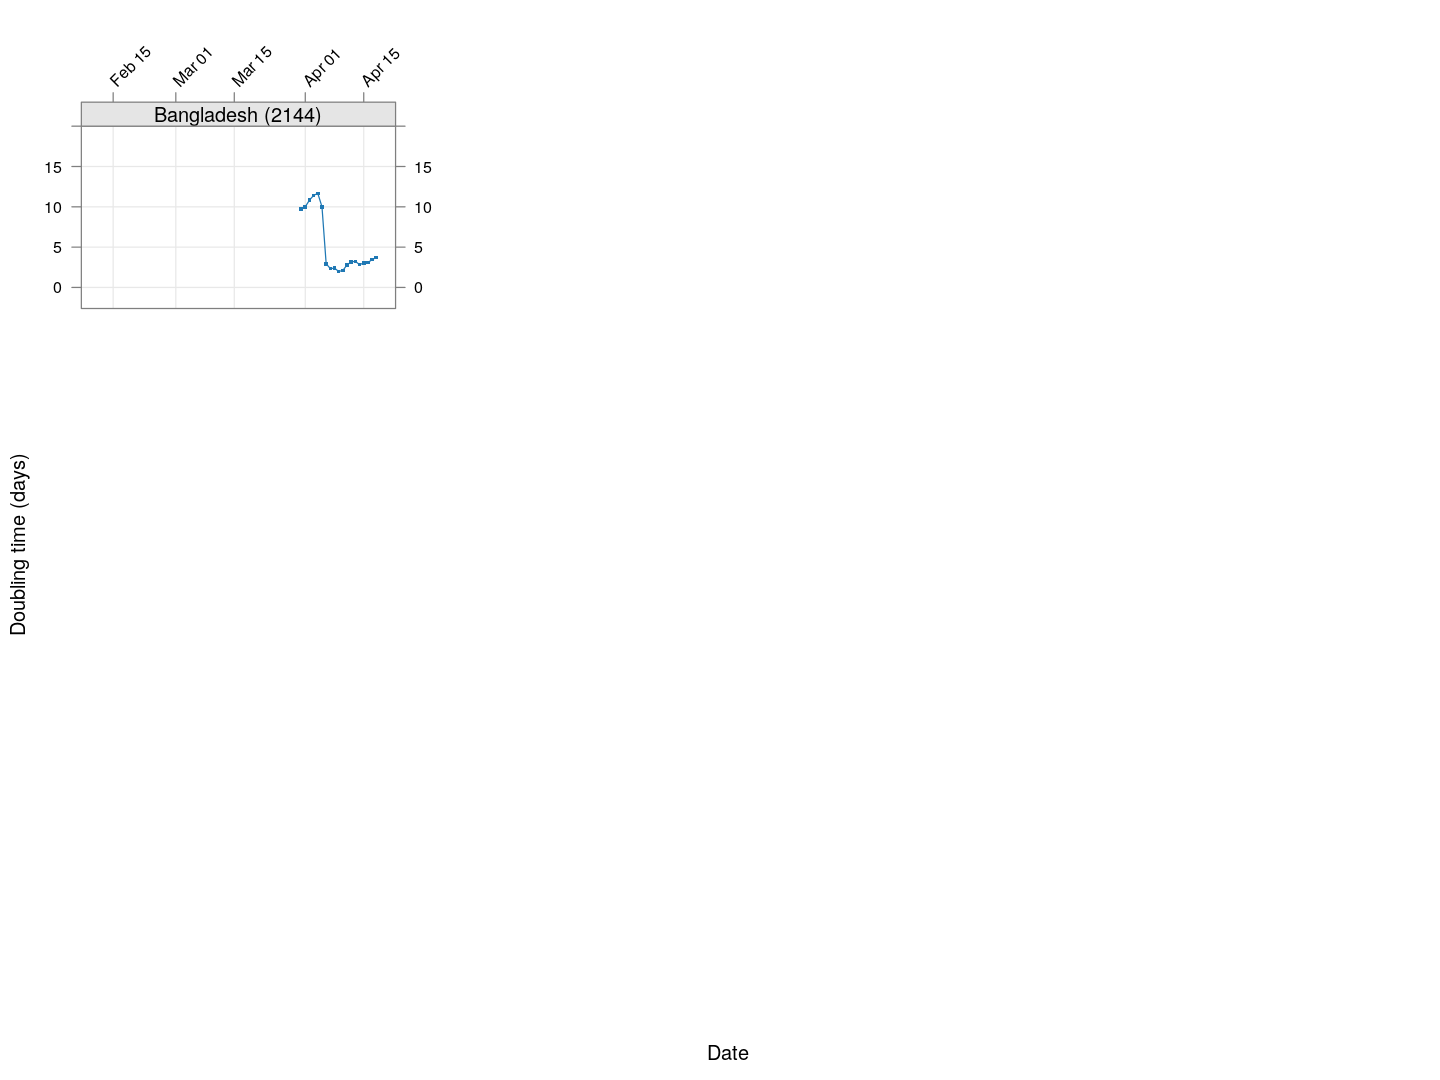 Feb 15
Mar 01
Mar 15
Apr 01
Apr 15
Bangladesh (2144)
15
10
5
0
15
10
5
0
Doubling time (days)
Date